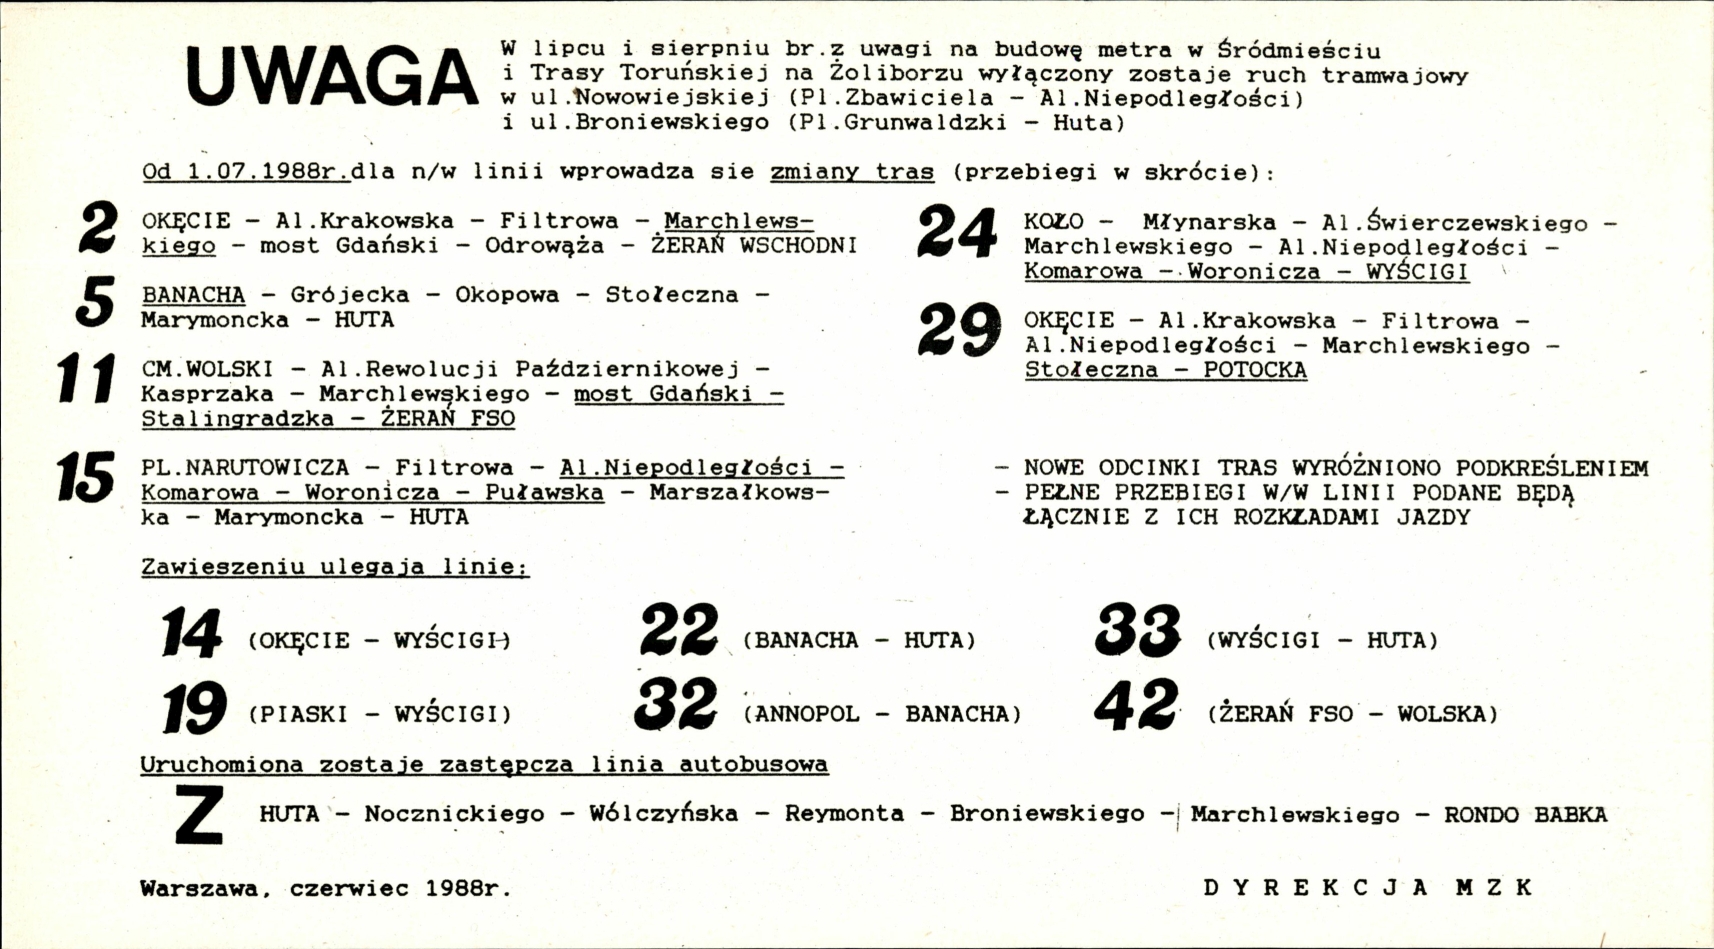 UWAGA
W lipcu i sierpniu br.z uwagi na budowę metra w Śródmieściu
i Trasy Toruńskiej na Żoliborzu wyłączony zostaje ruch tramwajowy
w ul.Nowowiejskiej (Pl.Zbawiciela – Al.Niepodległości)
i ul.Broniewskiego (Pl.Grunwaldzki – Huta)
Od 1.07.1988r.dla n/w linii wprowadza sie zmiany tras (przebiegi w skrócie):
2 OKĘCIE – Al.Krakowska – Filtrowa – Marchlews–
kiego – most Gdański – Odrowąża – ŻERAŃ WSCHODNI
5 BANACHA – Grójecka – Okopowa – Stołeczna –
Marymoncka – HUTA
11 CM.WOLSKI – Al.Rewolucji Październikowej –
Kasprzaka – Marchlewskiego – most Gdański –
Stalingradzka – ŻERAŃ FSO
15 PL.NARUTOWICZA – Filtrowa – Al.Niepodległości –
Komarowa – Woronicza – Puławska – Marszałkows–
ka – Marymoncka – HUTA
24 KOŁO – Młynarska – Al.Świerczewskiego –
Marchlewskiego – Al.Niepodległości –
Komarowa – Woronicza – WYŚCIGI
29 OKĘCIE – Al.Krakowska – Filtrowa –
Al.Niepodległości – Marchlewskiego –
Stołeczna – POTOCKA
– NOWE ODCINKI TRAS WYRÓŻNIONO PODKREŚLENIEM
– PEŁNE PRZEBIEGI W/W LINII PODANE BĘDĄ
ŁĄCZNIE Z ICH ROZKŁADAMI JAZDY
Zawieszeniu ulegaja linie:
14 (OKĘCIE – WYŚCIGI) 22 (BANACHA – HUTA) 33 (WYŚCIGI – HUTA)
19 (PIASKI – WYŚCIGI) 32 (ANNOPOL – BANACHA) 42 (ŻERAŃ FSO – WOLSKA)
Uruchomiona zostaje zastępcza linia autobusowa
Z HUTA – Nocznickiego – Wólczyńska – Reymonta – Broniewskiego – Marchlewskiego – RONDO BABKA
Warszawa, czerwiec 1988r. DYREKCJA MZK